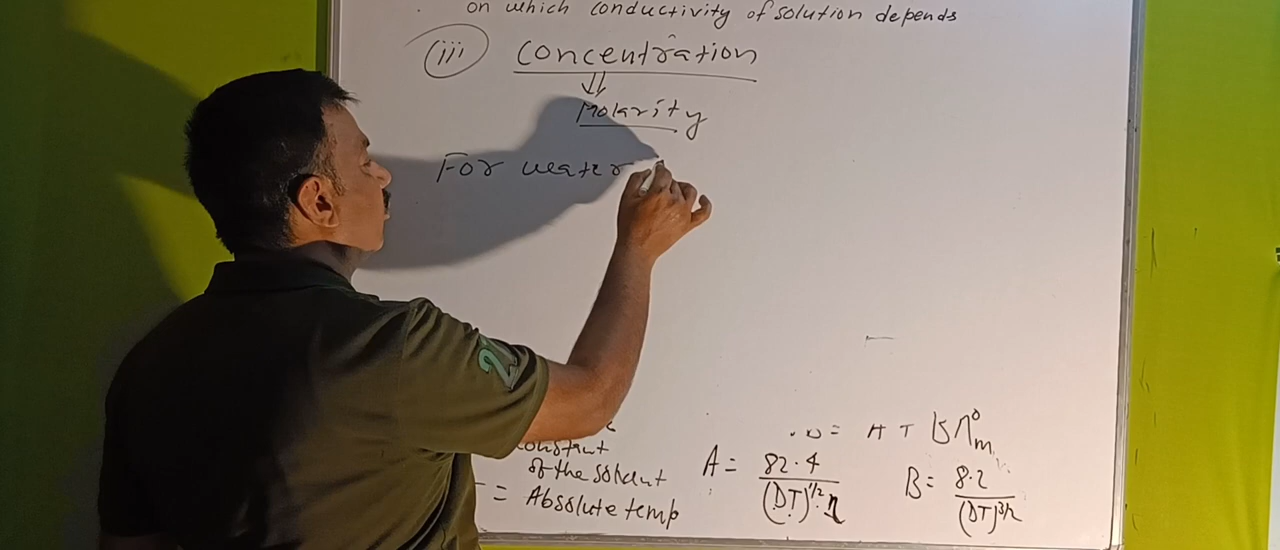 on which conductivity of solution depends
(iii) Concentration
⇓
Molarity
For water
= A + B Λ°m
constant
of the solvent
= Absolute temp
A = 82.4 / (DT)^1/2 η
B = 8.2 / (DT)^3/2
2